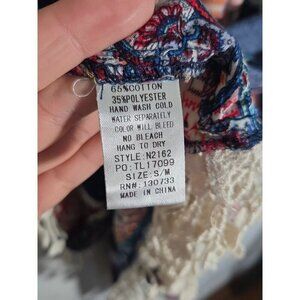 65%COTTON
35%POLYESTER
HAND WASH COLD
WATER SEPARATELY
COLOR WILL BLEED
NO BLEACH
HANG TO DRY
STYLE: N2162
PO: TL17099
SIZE: S/M
RN#: 130733
MADE IN CHINA